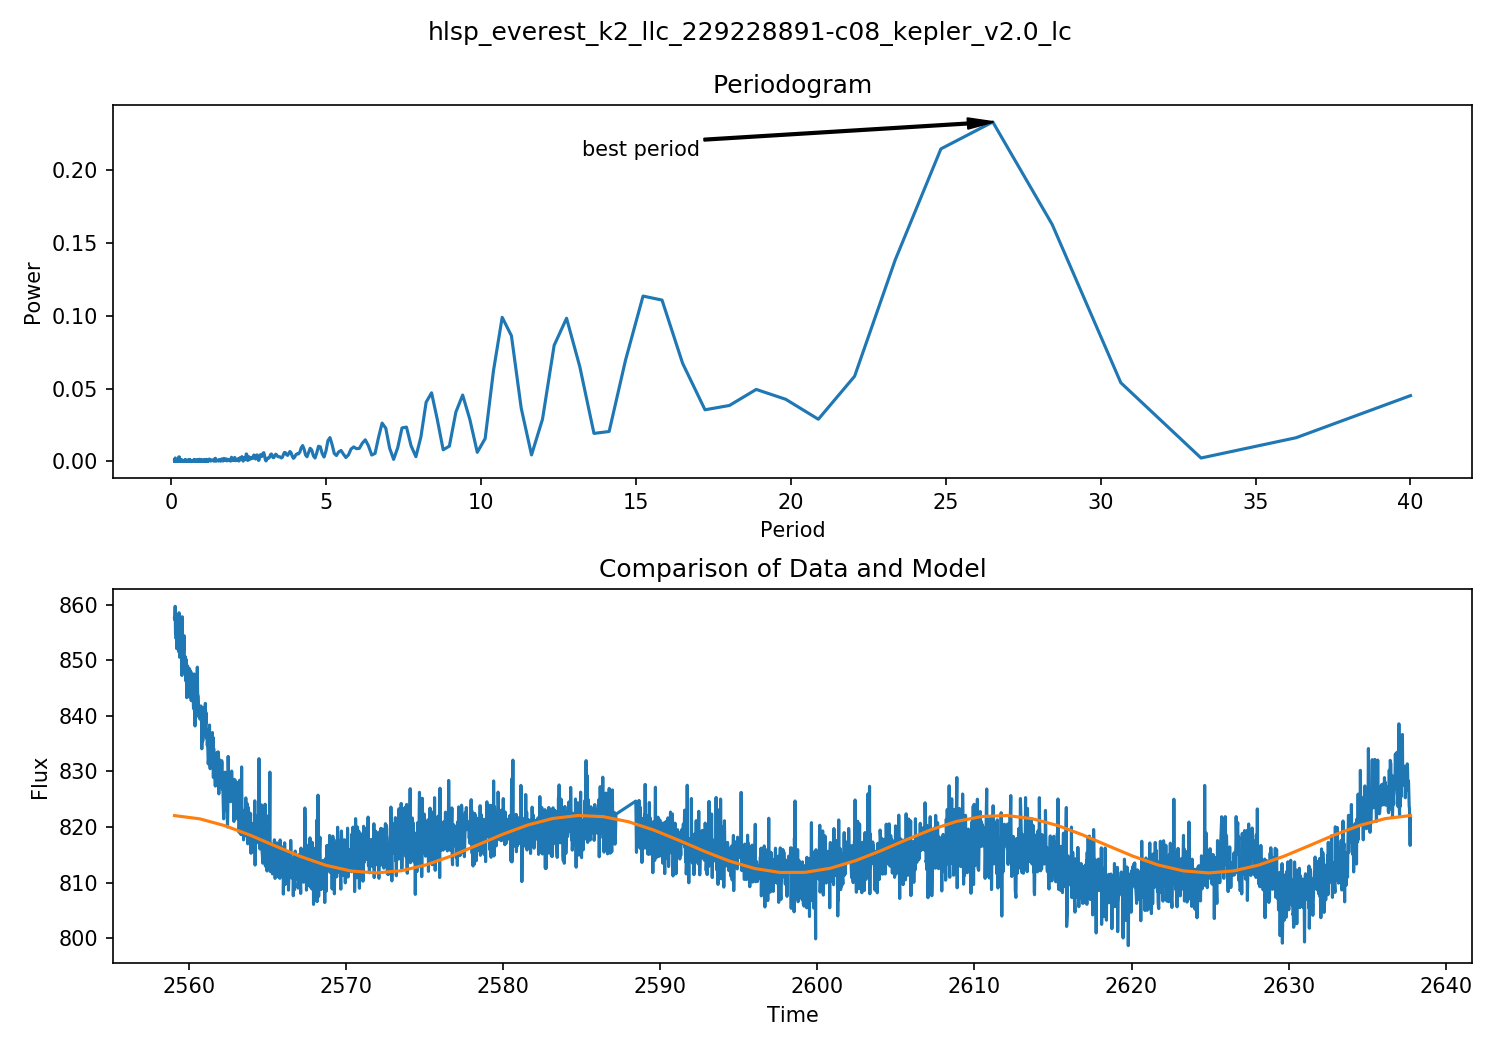 hlsp_everest_k2_llc_229228891-c08_kepler_v2.0_lc
Periodogram
best period
0.20
0.15
0.10
0.05
0.00
Power
0 5 10 15 20 25 30 35 40
Period
Comparison of Data and Model
860
850
840
830
820
810
800
Flux
2560 2570 2580 2590 2600 2610 2620 2630 2640
Time